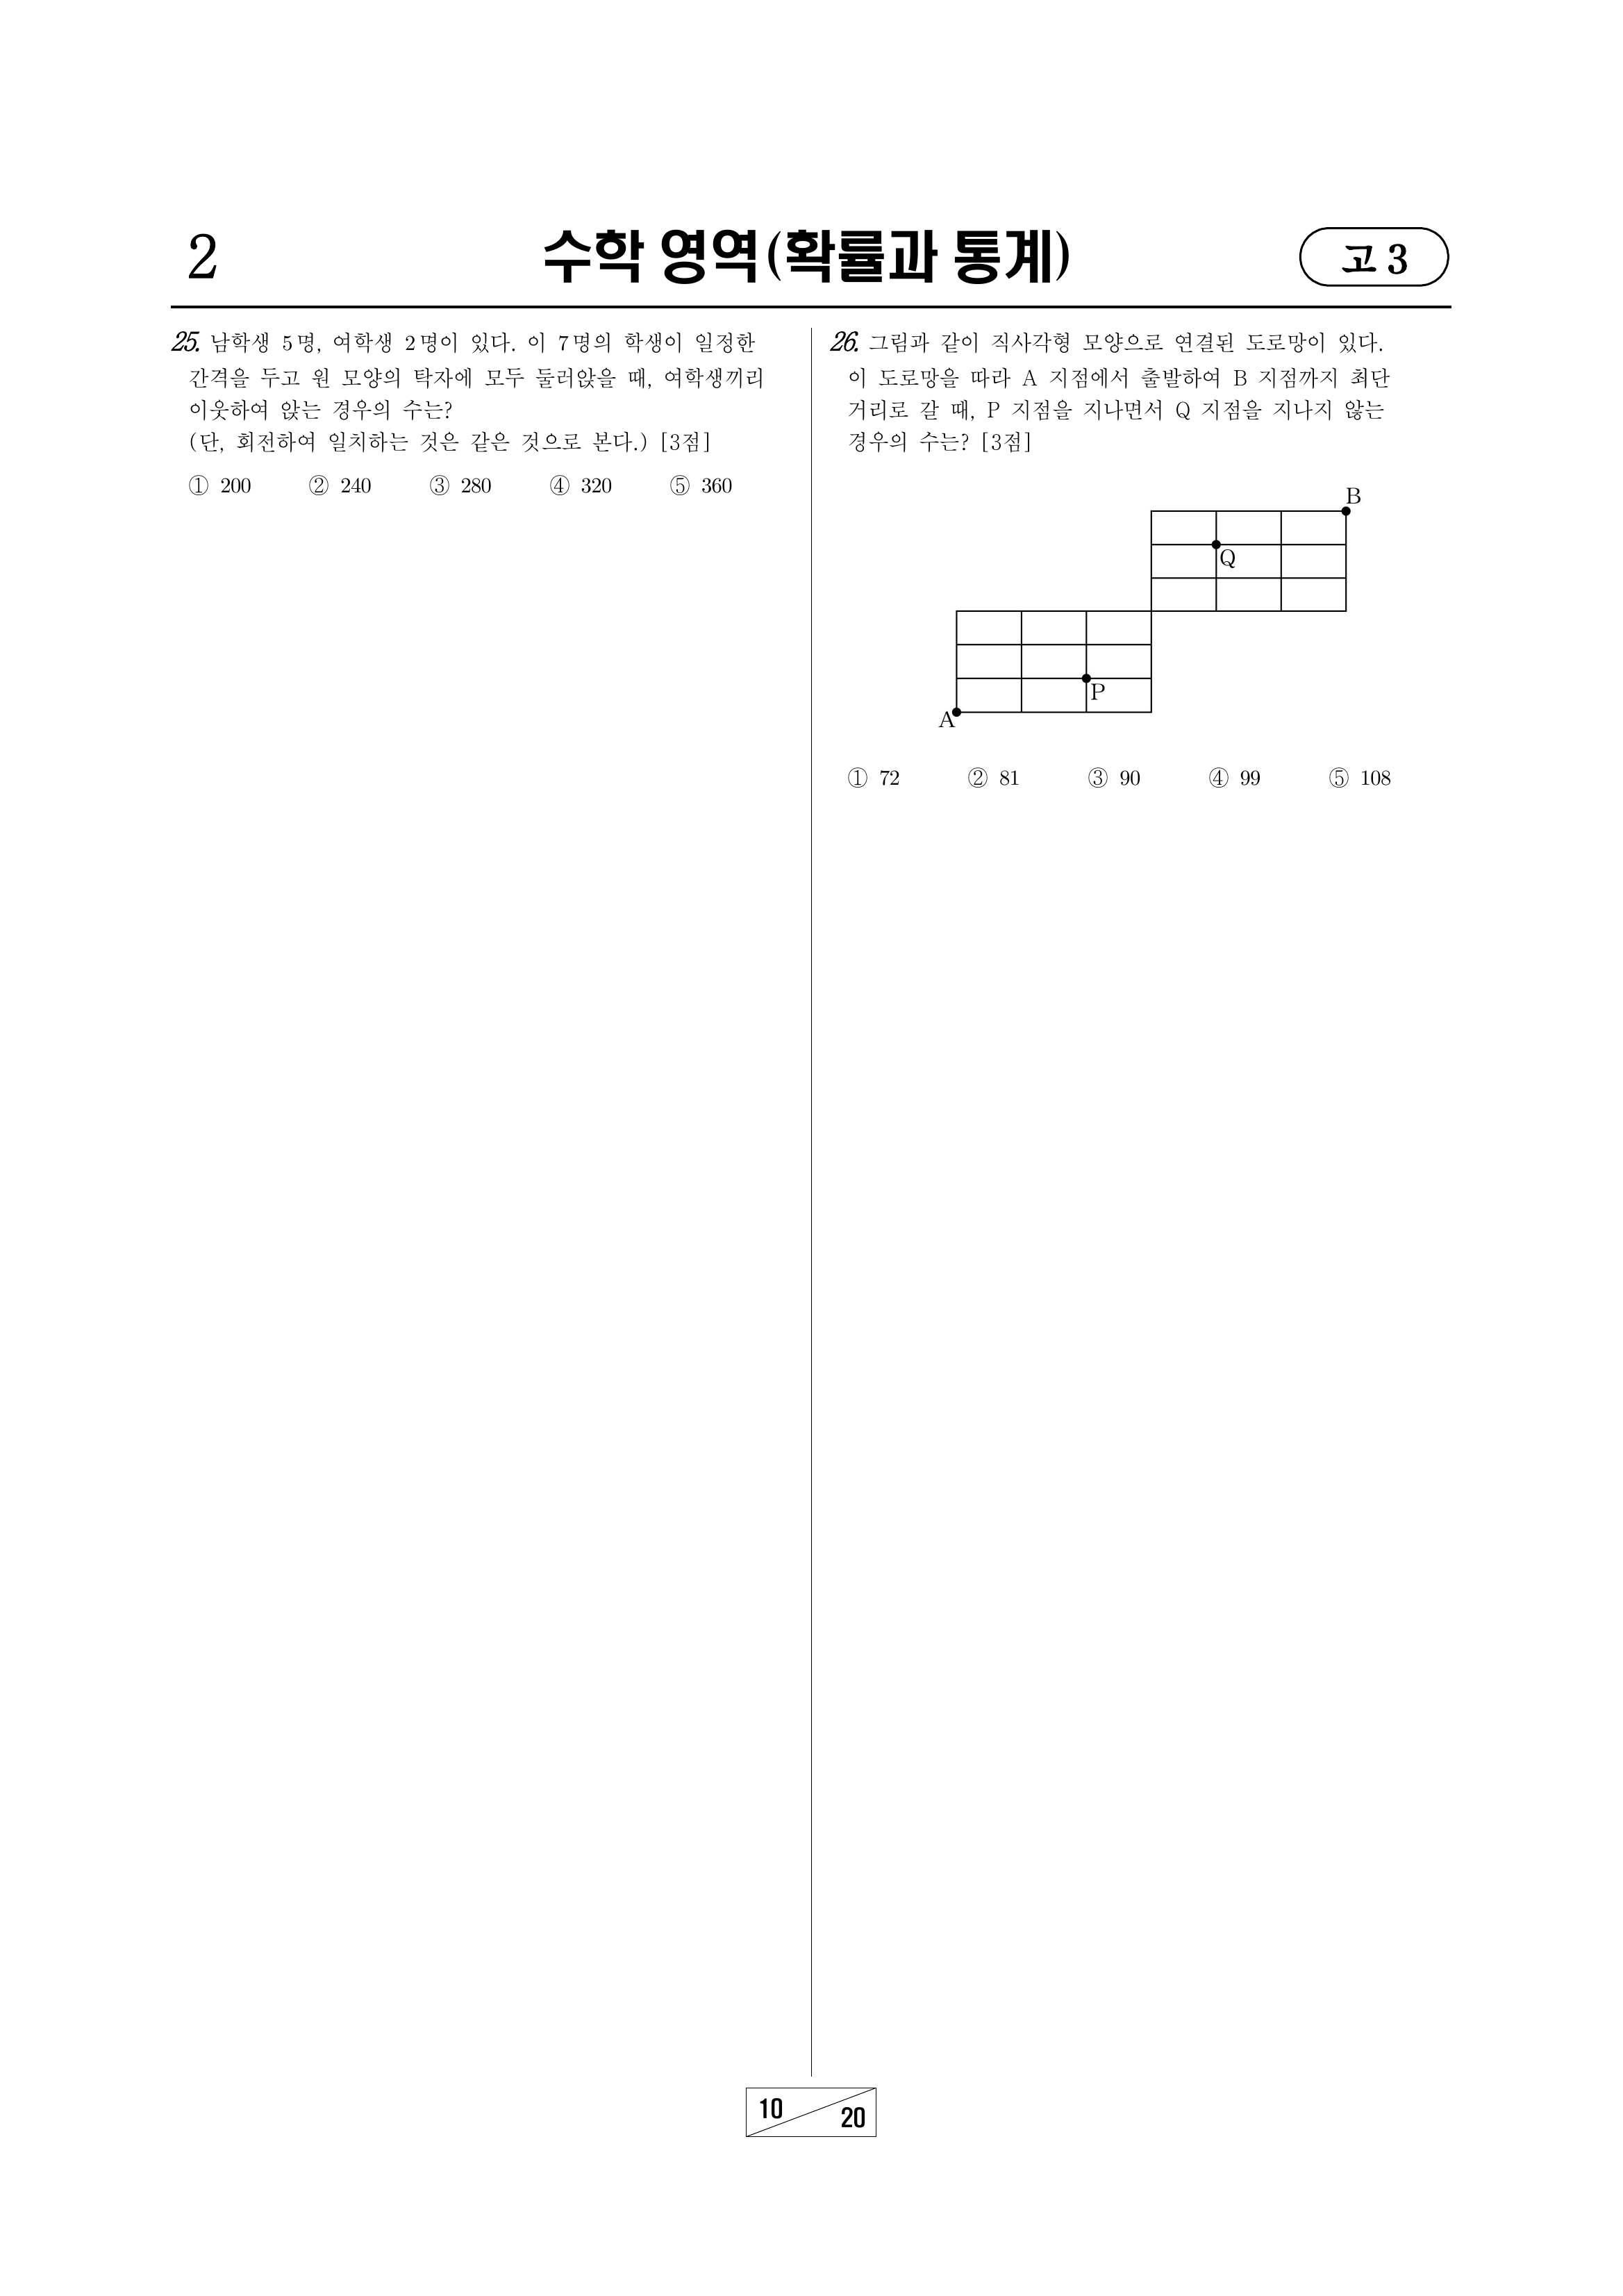 2
수학 영역(확률과 통계)
고 3
25. 남학생 5명, 여학생 2명이 있다. 이 7명의 학생이 일정한
간격을 두고 원 모양의 탁자에 모두 둘러앉을 때, 여학생끼리
이웃하여 앉는 경우의 수는?
(단, 회전하여 일치하는 것은 같은 것으로 본다.) [3점]
① 200 ② 240 ③ 280 ④ 320 ⑤ 360
26. 그림과 같이 직사각형 모양으로 연결된 도로망이 있다.
이 도로망을 따라 A 지점에서 출발하여 B 지점까지 최단
거리로 갈 때, P 지점을 지나면서 Q 지점을 지나지 않는
경우의 수는? [3점]
B
Q
P
A
① 72 ② 81 ③ 90 ④ 99 ⑤ 108
10
20